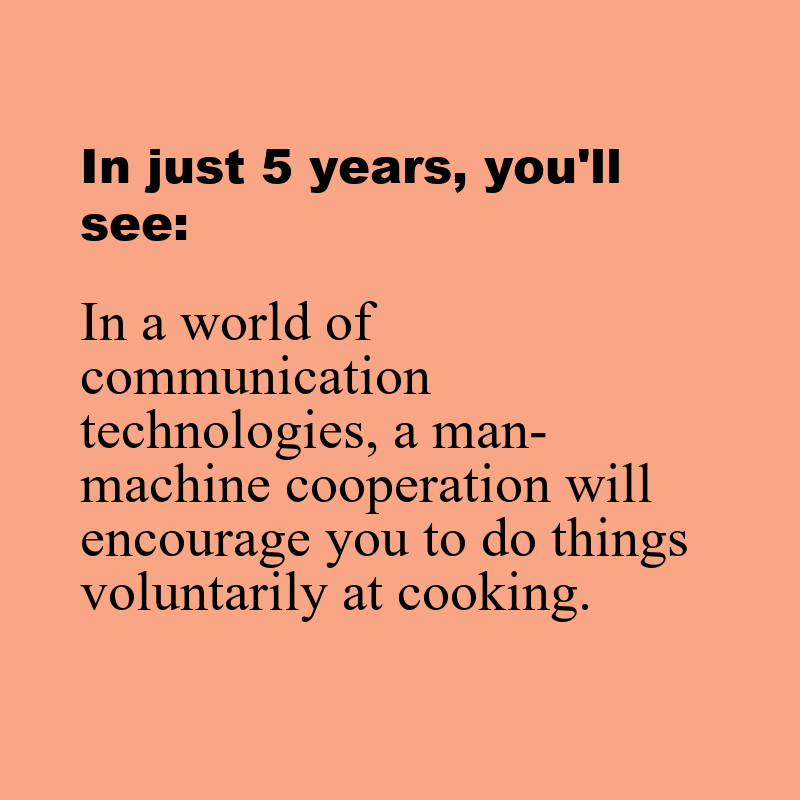 In just 5 years, you'll
see:
In a world of
communication
technologies, a man-
machine cooperation will
encourage you to do things
voluntarily at cooking.